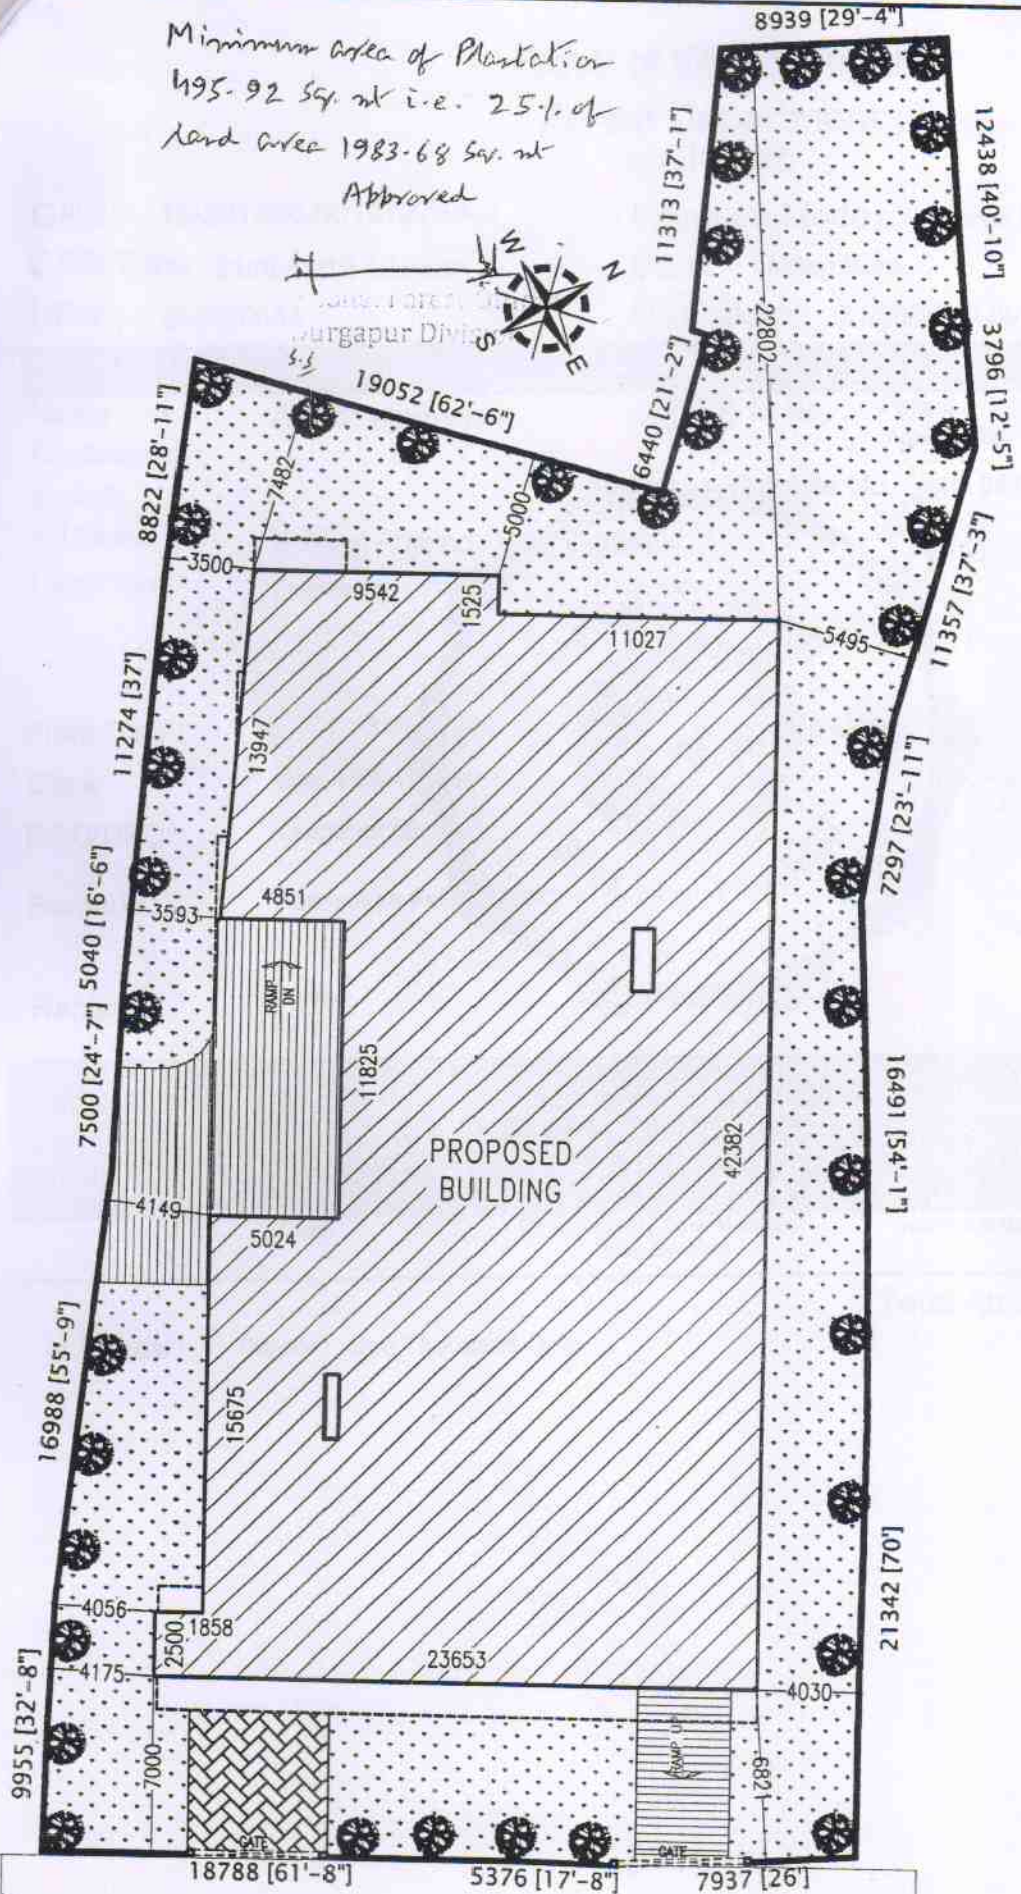 8939 [29'-4"]
Minimum area of Plantation
495.92 Sq. mt i.e. 25% of
land area 1983.68 Sq. mt
Approved
11313 [37'-1"]
12438 [40'-10"]
W
N
S
E
urgapur Division
22802
3796 [12'-5"]
19052 [62'-6"]
6440 [21'-2"]
8822 [28'-11"]
7482
5000
3500
9542
1525
11027
5495
11357 [37'-3"]
11274 [37']
13947
7297 [23'-11"]
5040 [16'-6"]
3593
4851
RAMP
DN
7500 [24'-7"]
11825
16491 [54'-1"]
PROPOSED
BUILDING
42382
4149
5024
16988 [55'-9"]
15675
21342 [70']
4056
1858
2500
4175
23653
4030
9955 [32'-8"]
7000
RAMP UP
6821
GATE
GATE
18788 [61'-8"]
5376 [17'-8"]
7937 [26']